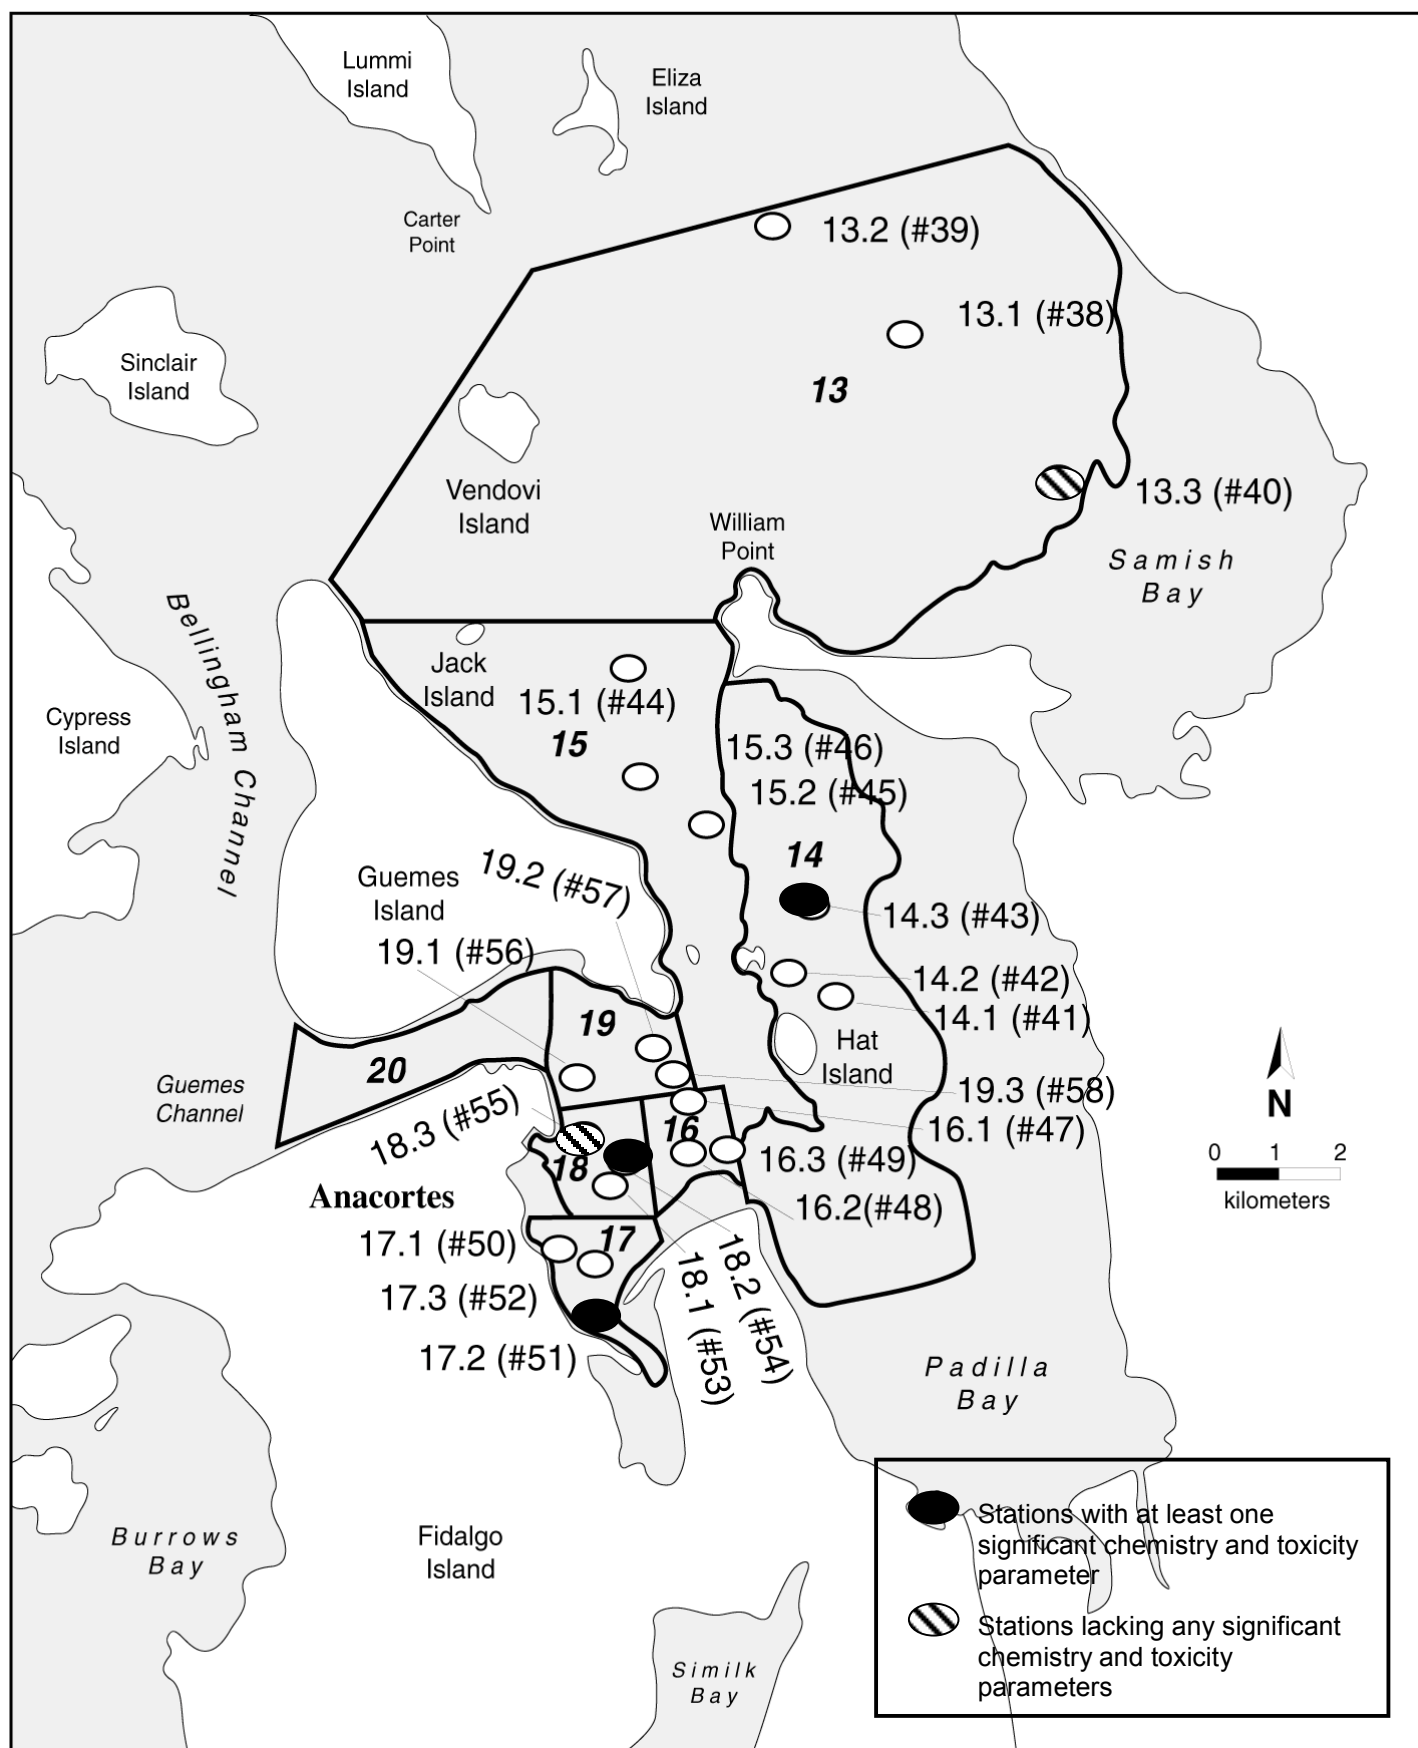 Lummi
Island
Eliza
Island
Carter
Point
13.2 (#39)
13.1 (#38)
Sinclair
Island
13
Vendovi
Island
13.3 (#40)
William
Point
Samish
Bay
Bellingham Channel
Jack
Island
15.1 (#44)
15
Cypress
Island
15.3 (#46)
15.2 (#45)
14
19.2 (#57)
Guemes
Island
19.1 (#56)
14.3 (#43)
14.2 (#42)
14.1 (#41)
19
Hat
Island
20
Guemes
Channel
19.3 (#58)
18.3 (#55)
16
16.1 (#47)
N
18
16.3 (#49)
0 1 2
kilometers
Anacortes
16.2(#48)
17.1 (#50)
17
18.2 (#54)
18.1 (#53)
17.3 (#52)
17.2 (#51)
Padilla
Bay
Burrows
Bay
Fidalgo
Island
Similk
Bay
Stations with at least one
significant chemistry and toxicity
parameter
Stations lacking any significant
chemistry and toxicity
parameters